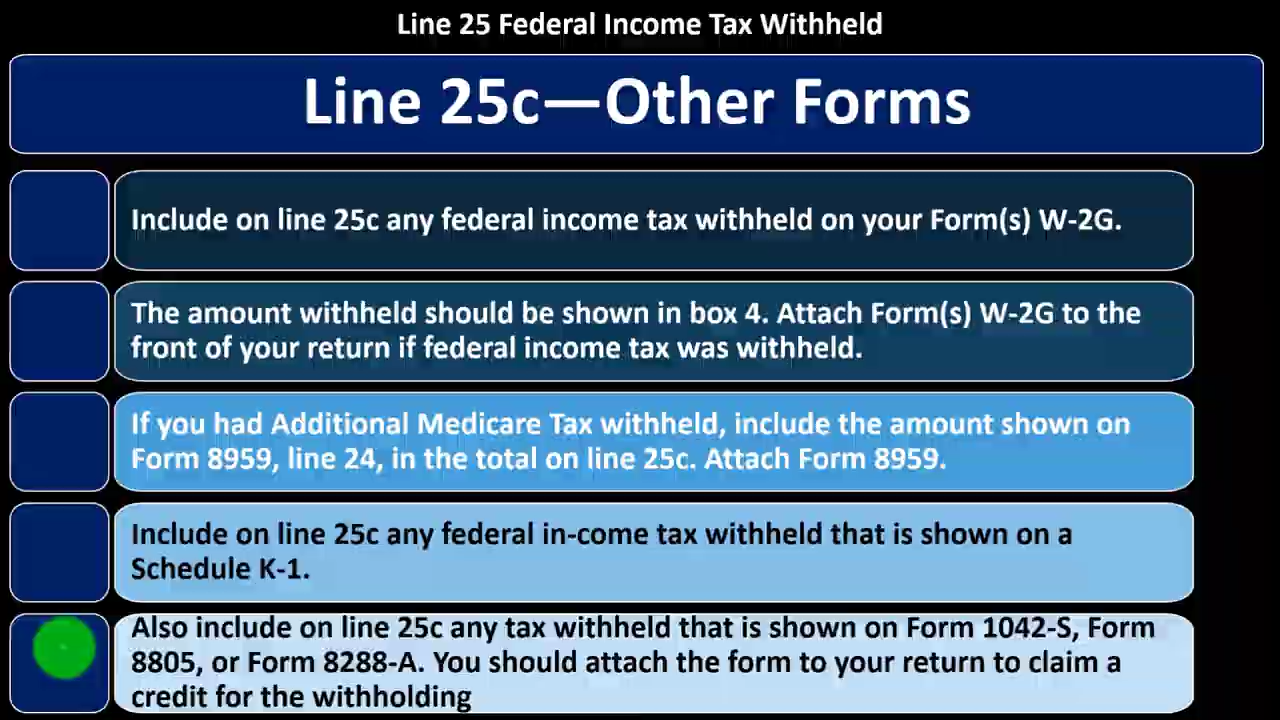 Line 25 Federal Income Tax Withheld
Line 25c—Other Forms
Include on line 25c any federal income tax withheld on your Form(s) W-2G.
The amount withheld should be shown in box 4. Attach Form(s) W-2G to the
front of your return if federal income tax was withheld.
If you had Additional Medicare Tax withheld, include the amount shown on
Form 8959, line 24, in the total on line 25c. Attach Form 8959.
Include on line 25c any federal in-come tax withheld that is shown on a
Schedule K-1.
Also include on line 25c any tax withheld that is shown on Form 1042-S, Form
8805, or Form 8288-A. You should attach the form to your return to claim a
credit for the withholding